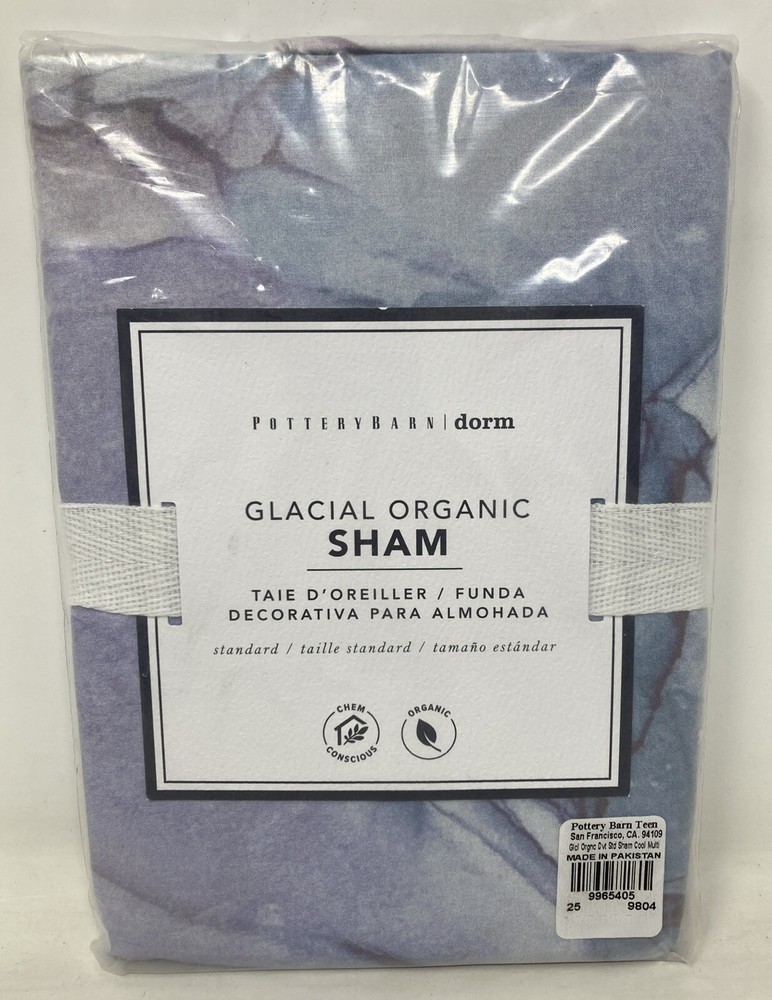 POTTERYBARN | dorm
GLACIAL ORGANIC
SHAM
TAIE D'OREILLER / FUNDA
DECORATIVA PARA ALMOHADA
standard / taille standard / tamaño estándar
CHEM
CONSCIOUS
ORGANIC
Pottery Barn Teen
San Francisco, CA. 94109
Glcl Orgnc Dvt Std Sham Cool Multi
MADE IN PAKISTAN
9965405
25 9804